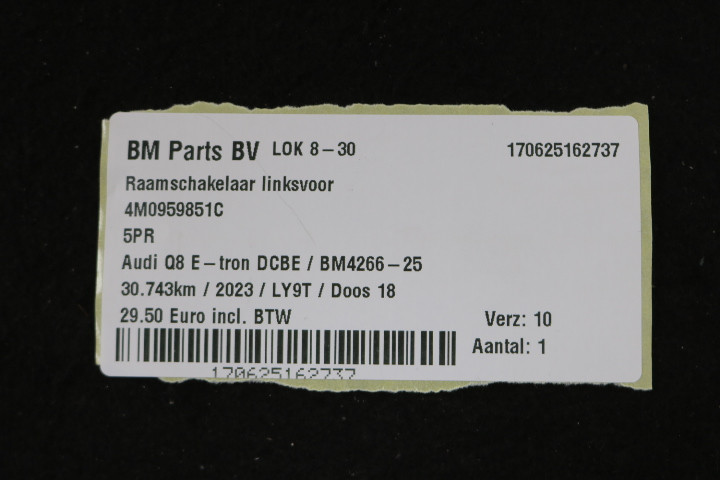 BM Parts BV LOK 8-30 170625162737
Raamschakelaar linksvoor
4M0959851C
5PR
Audi Q8 E-tron DCBE / BM4266-25
30.743km / 2023 / LY9T / Doos 18
29.50 Euro incl. BTW Verz: 10
Aantal: 1
170625162737